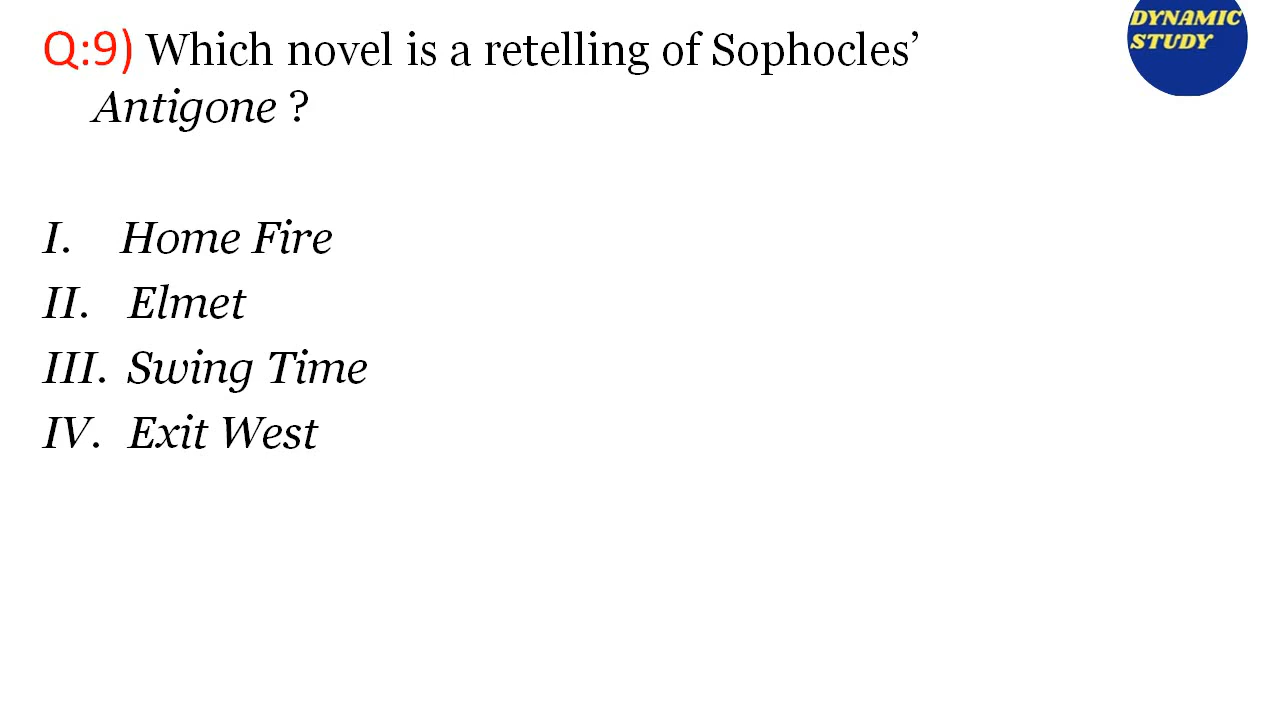 Q:9) Which novel is a retelling of Sophocles’
Antigone ?
DYNAMIC
STUDY
I. Home Fire
II. Elmet
III. Swing Time
IV. Exit West